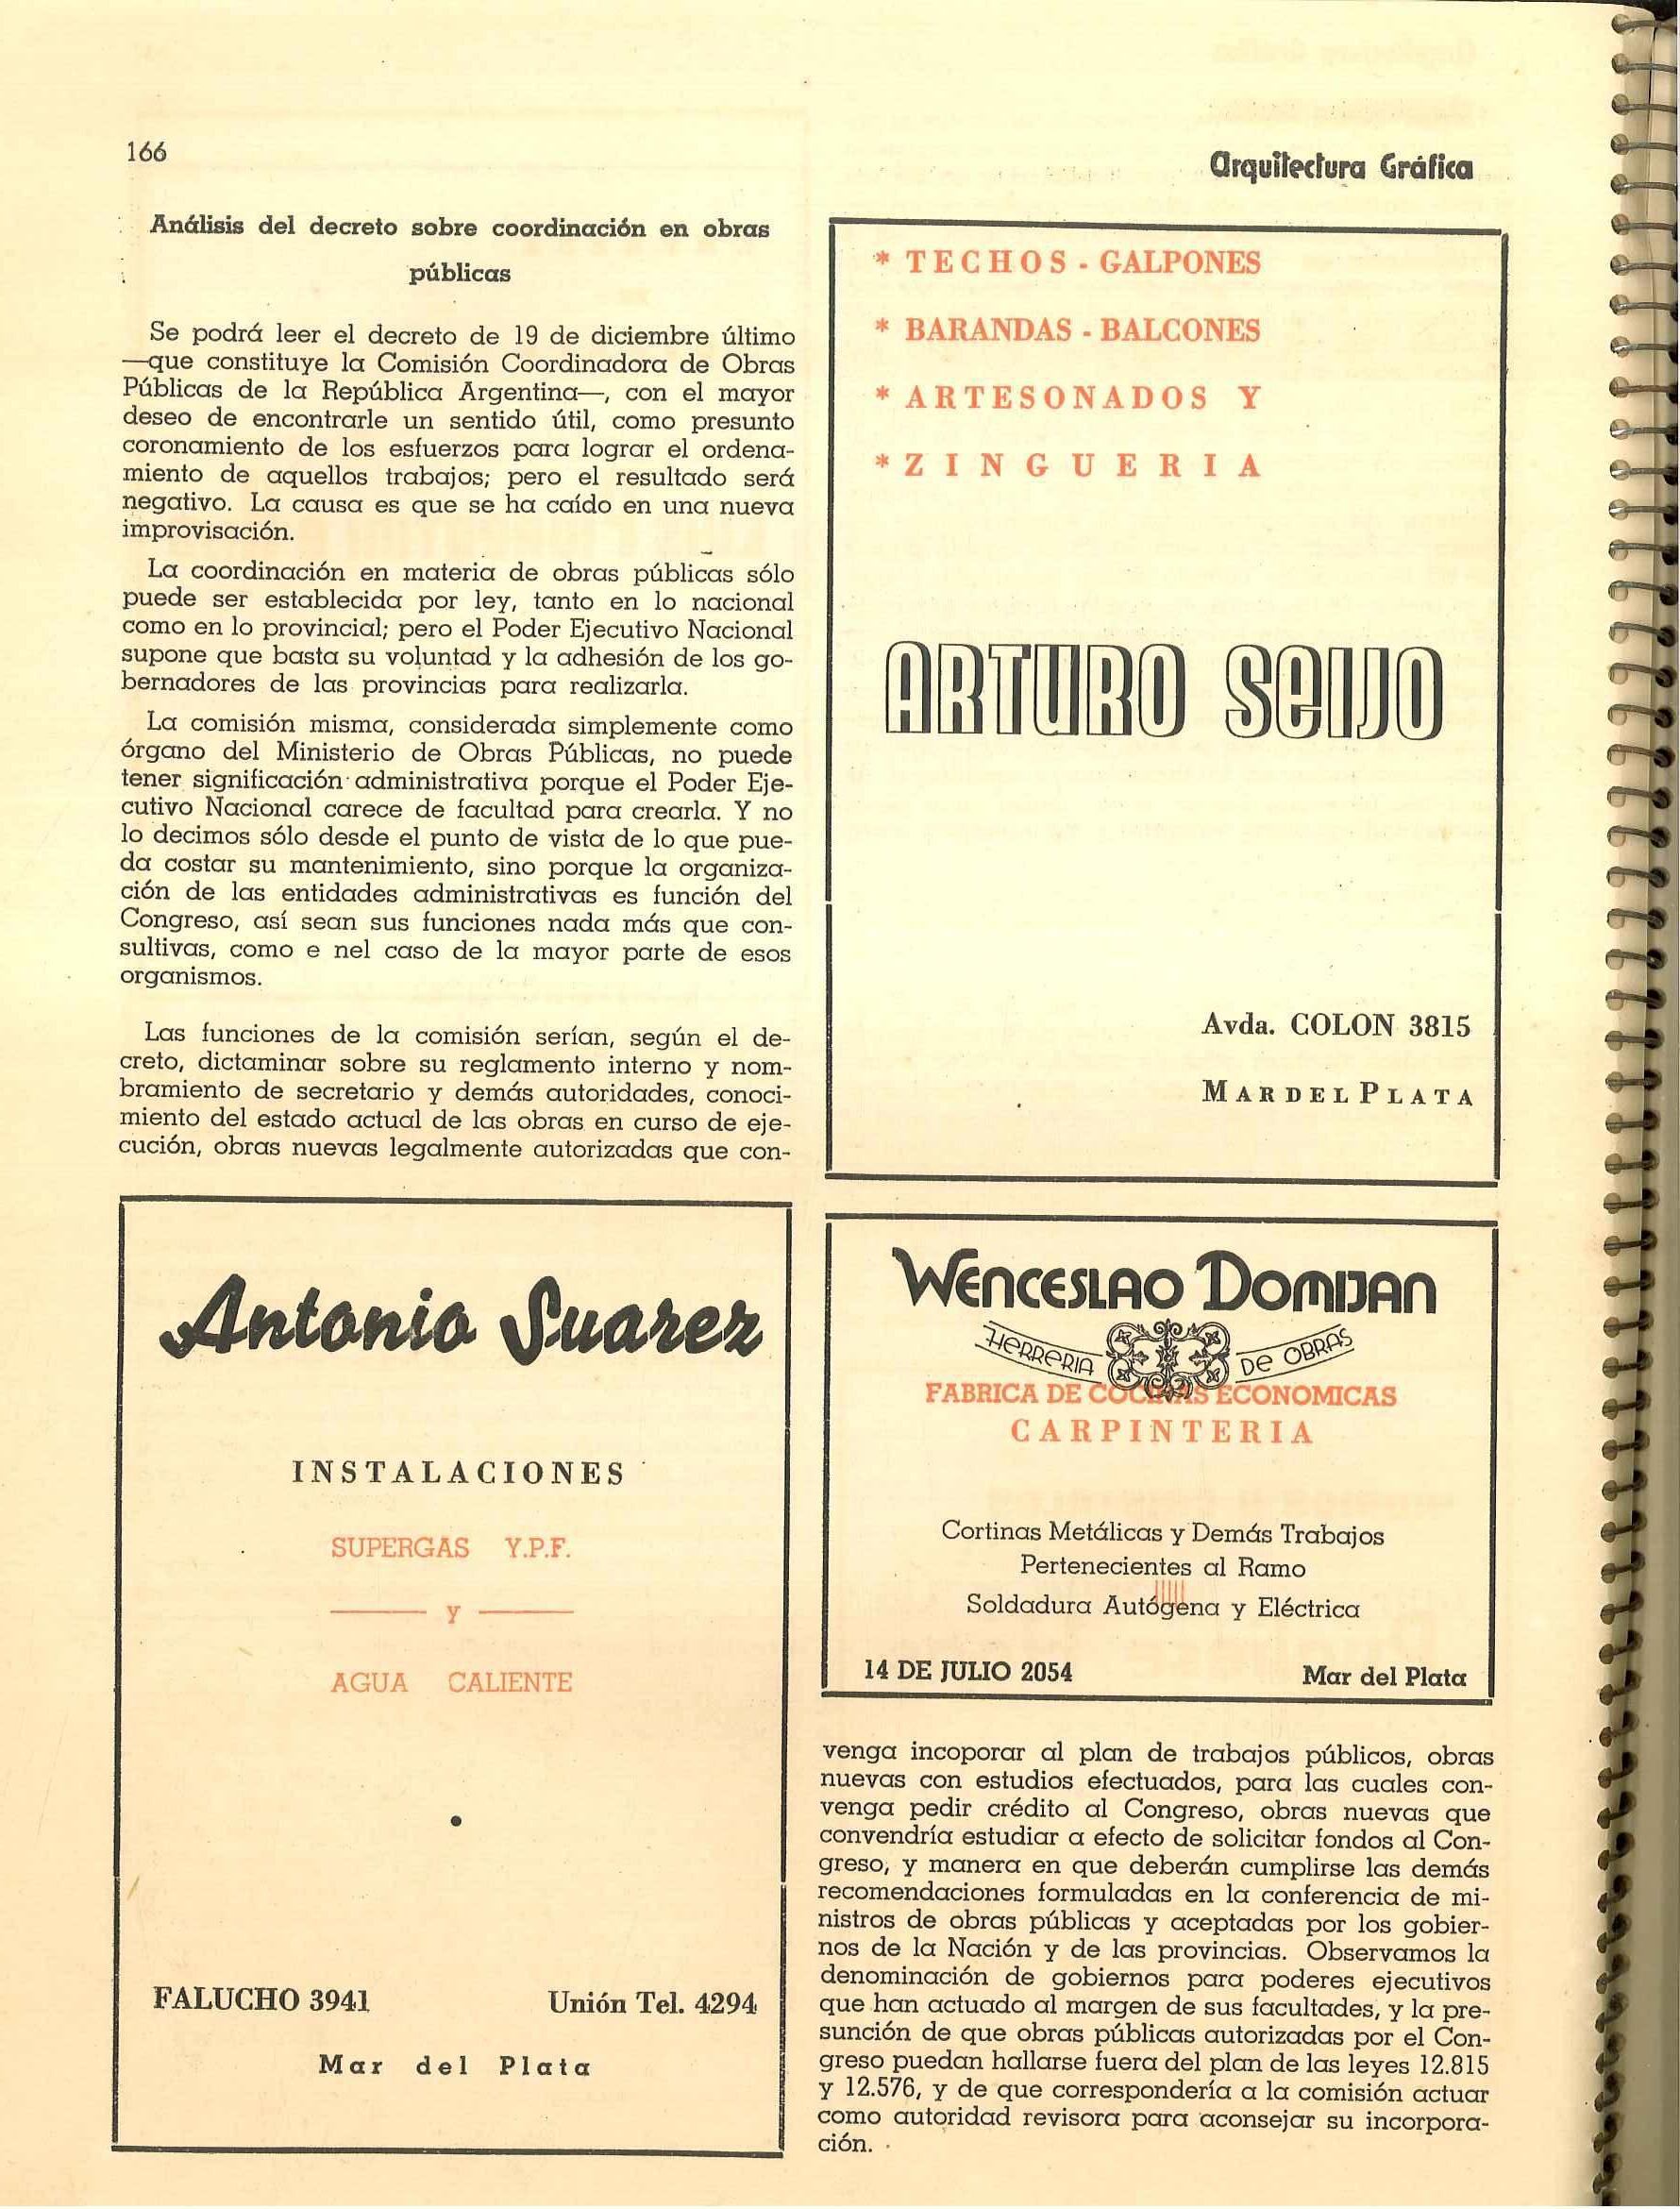 166
Arquitectura Gráfica
Análisis del decreto sobre coordinación en obras
públicas
Se podrá leer el decreto de 19 de diciembre último
—que constituye la Comisión Coordinadora de Obras
Públicas de la República Argentina—, con el mayor
deseo de encontrarle un sentido útil, como presunto
coronamiento de los esfuerzos para lograr el ordena-
miento de aquellos trabajos; pero el resultado será
negativo. La causa es que se ha caído en una nueva
improvisación.
La coordinación en materia de obras públicas sólo
puede ser establecida por ley, tanto en lo nacional
como en lo provincial; pero el Poder Ejecutivo Nacional
supone que basta su voluntad y la adhesión de los go-
bernadores de las provincias para realizarla.
La comisión misma, considerada simplemente como
órgano del Ministerio de Obras Públicas, no puede
tener significación administrativa porque el Poder Eje-
cutivo Nacional carece de facultad para crearla. Y no
lo decimos sólo desde el punto de vista de lo que pue-
da costar su mantenimiento, sino porque la organiza-
ción de las entidades administrativas es función del
Congreso, así sean sus funciones nada más que con-
sultivas, como e nel caso de la mayor parte de esos
organismos.
Las funciones de la comisión serían, según el de-
creto, dictaminar sobre su reglamento interno y nom-
bramiento de secretario y demás autoridades, conoci-
miento del estado actual de las obras en curso de eje-
cución, obras nuevas legalmente autorizadas que con-
* TECHOS - GALPONES
* BARANDAS - BALCONES
* ARTESONADOS Y
* ZINGUERIA
ARTURO SEIJO
Avda. COLON 3815
MAR DEL PLATA
Antonio Suarez
INSTALACIONES
SUPERGAS Y.P.F.
Y
AGUA CALIENTE
FALUCHO 3941 Unión Tel. 4294
Mar del Plata
WENCESLAO DOMIJAN
HERRERIA DE OBRAS
FABRICA DE COCINAS ECONOMICAS
CARPINTERIA
Cortinas Metálicas y Demás Trabajos
Pertenecientes al Ramo
Soldadura Autógena y Eléctrica
14 DE JULIO 2054 Mar del Plata
venga incoporar al plan de trabajos públicos, obras
nuevas con estudios efectuados, para las cuales con-
venga pedir crédito al Congreso, obras nuevas que
convendría estudiar a efecto de solicitar fondos al Con-
greso, y manera en que deberán cumplirse las demás
recomendaciones formuladas en la conferencia de mi-
nistros de obras públicas y aceptadas por los gobier-
nos de la Nación y de las provincias. Observamos la
denominación de gobiernos para poderes ejecutivos
que han actuado al margen de sus facultades, y la pre-
sunción de que obras públicas autorizadas por el Con-
greso puedan hallarse fuera del plan de las leyes 12.815
y 12.576, y de que correspondería a la comisión actuar
como autoridad revisora para aconsejar su incorpora-
ción.